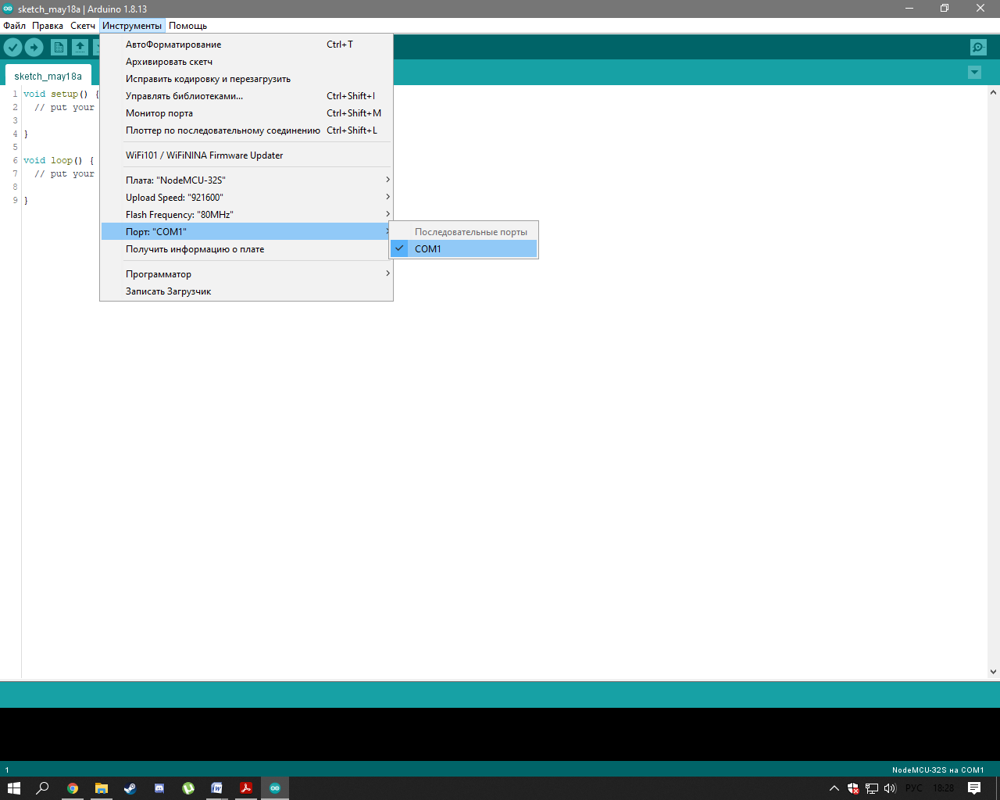 sketch_may18a | Arduino 1.8.13
Файл Правка Скетч Инструменты Помощь
АвтоФорматирование Ctrl+T
Архивировать скетч
Исправить кодировку и перезагрузить
Управлять библиотеками... Ctrl+Shift+I
Монитор порта Ctrl+Shift+M
Плоттер по последовательному соединению Ctrl+Shift+L
WiFi101 / WiFiNINA Firmware Updater
Плата: "NodeMCU-32S"
Upload Speed: "921600"
Flash Frequency: "80MHz"
Порт: "COM1"
Получить информацию о плате
Программатор
Записать Загрузчик
Последовательные порты
COM1
sketch_may18a
1 void setup() {
2 // put your
3
4 }
5
6 void loop() {
7 // put your
8
9 }
1
NodeMCU-32S на COM1
РУС 18:28